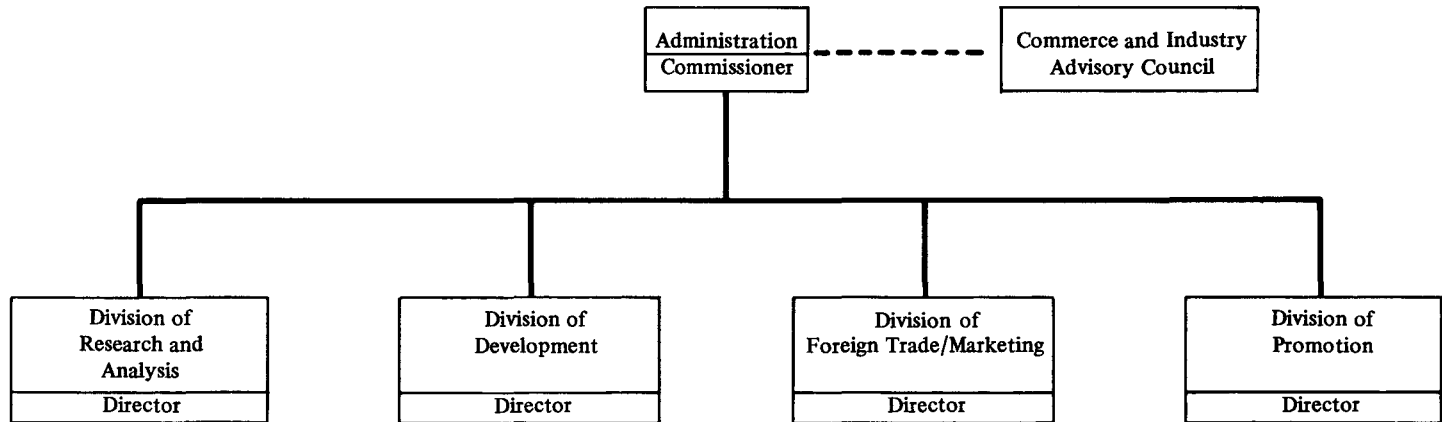 Administration
Commissioner
Commerce and Industry
Advisory Council
Division of
Research and
Analysis
Director
Division of
Development
Director
Division of
Foreign Trade/Marketing
Director
Division of
Promotion
Director